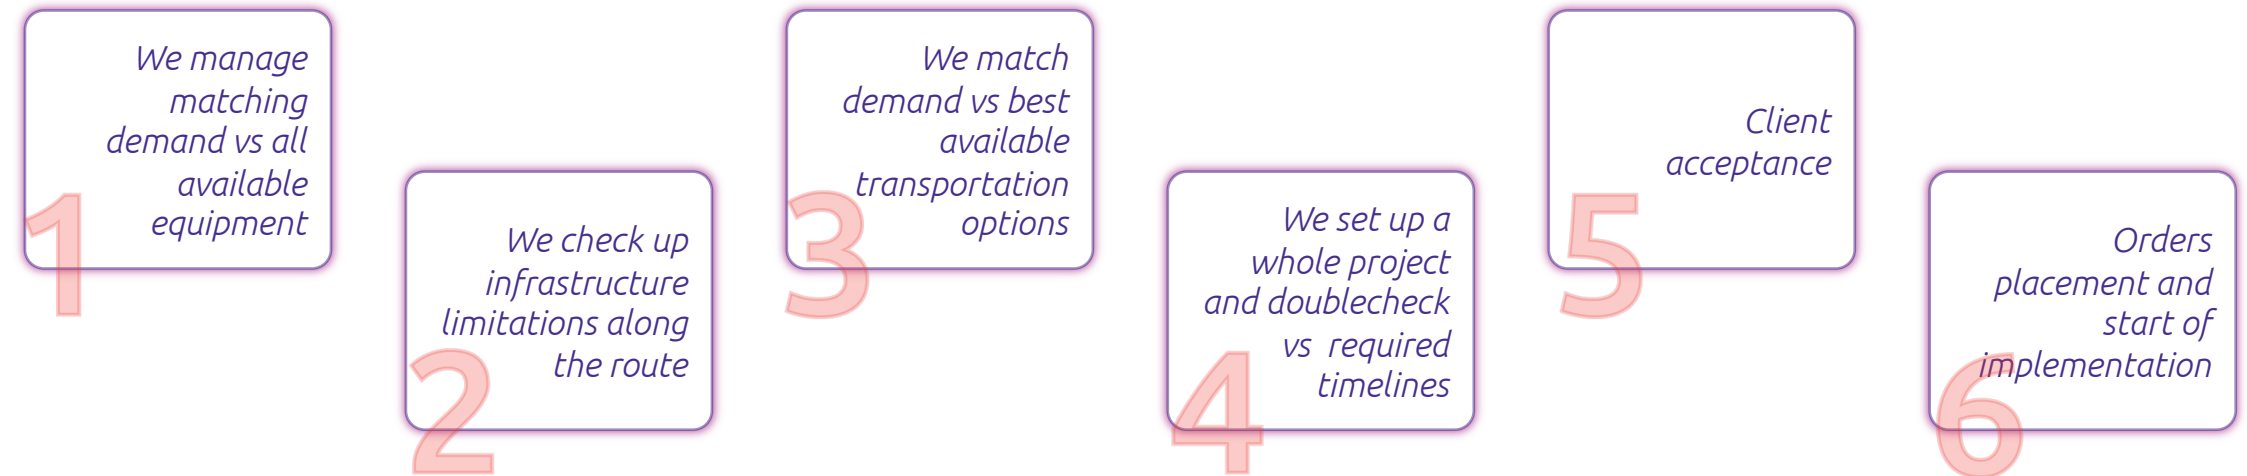 We manage
matching
demand vs all
available
equipment
1
We check up
infrastructure
limitations along
the route
2
We match
demand vs best
available
transportation
options
3
We set up a
whole project
and doublecheck
vs  required
timelines
4
Client
acceptance
5
Orders
placement and
start of
implementation
6